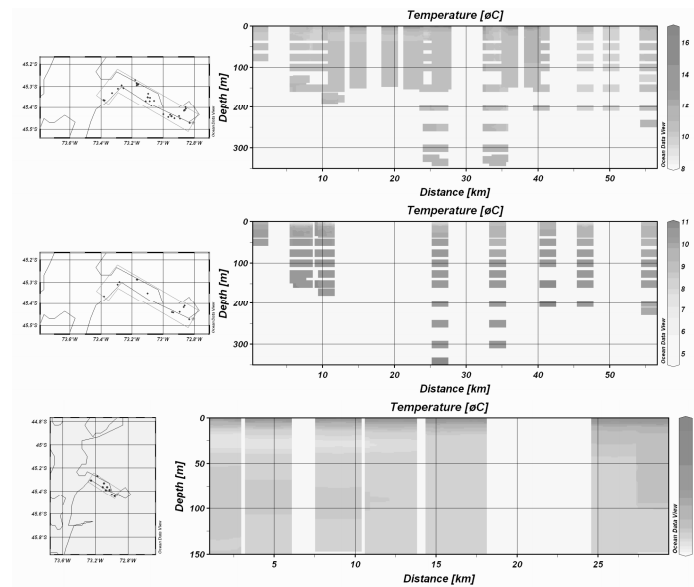 Temperature [øC]
0
100
200
300
Depth [m]
10
20
30
40
50
Distance [km]
16
14
12
10
8
Ocean Data View
45.2°S
45.3°S
45.4°S
45.5°S
73.6°W
73.4°W
73.2°W
73°W
72.8°W
Ocean Data View
Temperature [øC]
0
100
200
300
Depth [m]
10
20
30
40
50
Distance [km]
11
10
9
8
7
6
5
Ocean Data View
45.2°S
45.3°S
45.4°S
45.5°S
73.6°W
73.4°W
73.2°W
73°W
72.8°W
Ocean Data View
Temperature [øC]
0
50
100
150
Depth [m]
5
10
15
20
25
Distance [km]
Ocean Data View
44.8°S
45°S
45.2°S
45.4°S
45.6°S
45.8°S
73.6°W
73.2°W
72.8°W
Ocean Data View